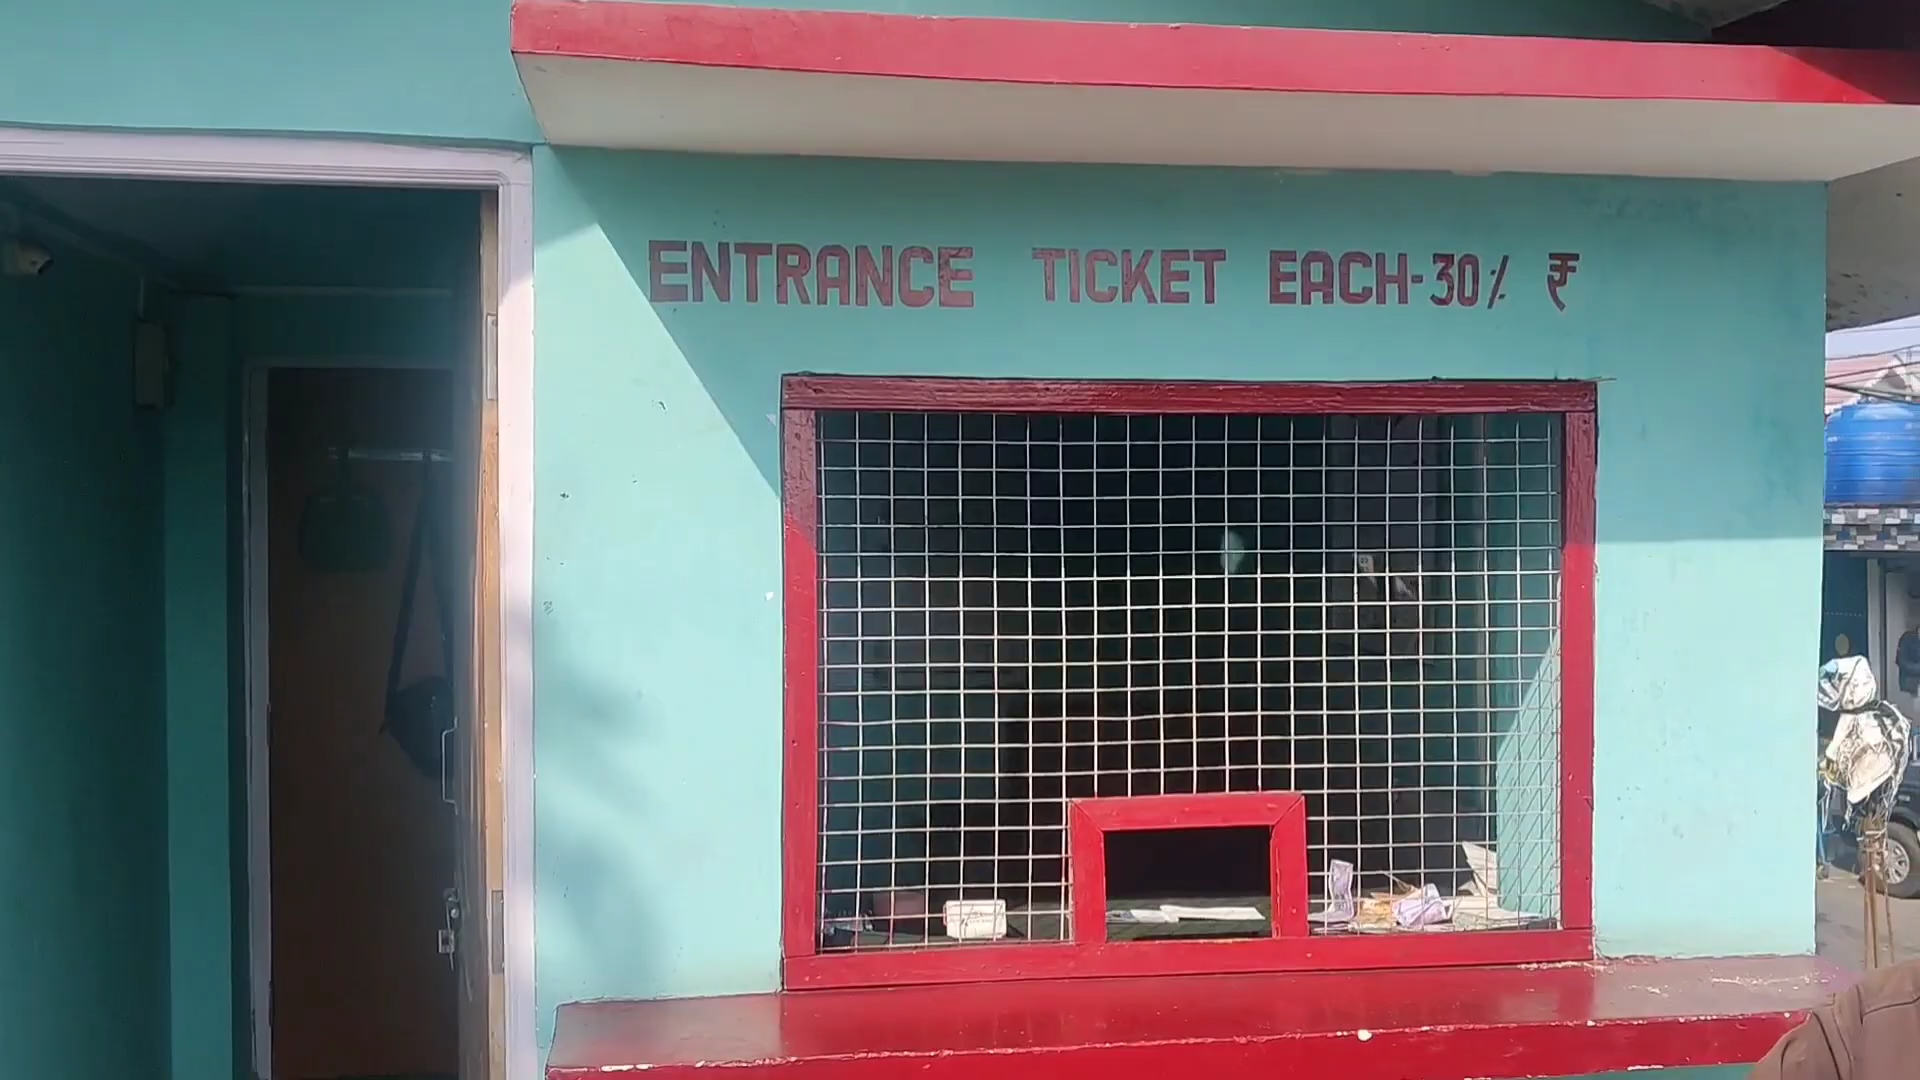 ENTRANCE TICKET EACH-30/. ₹